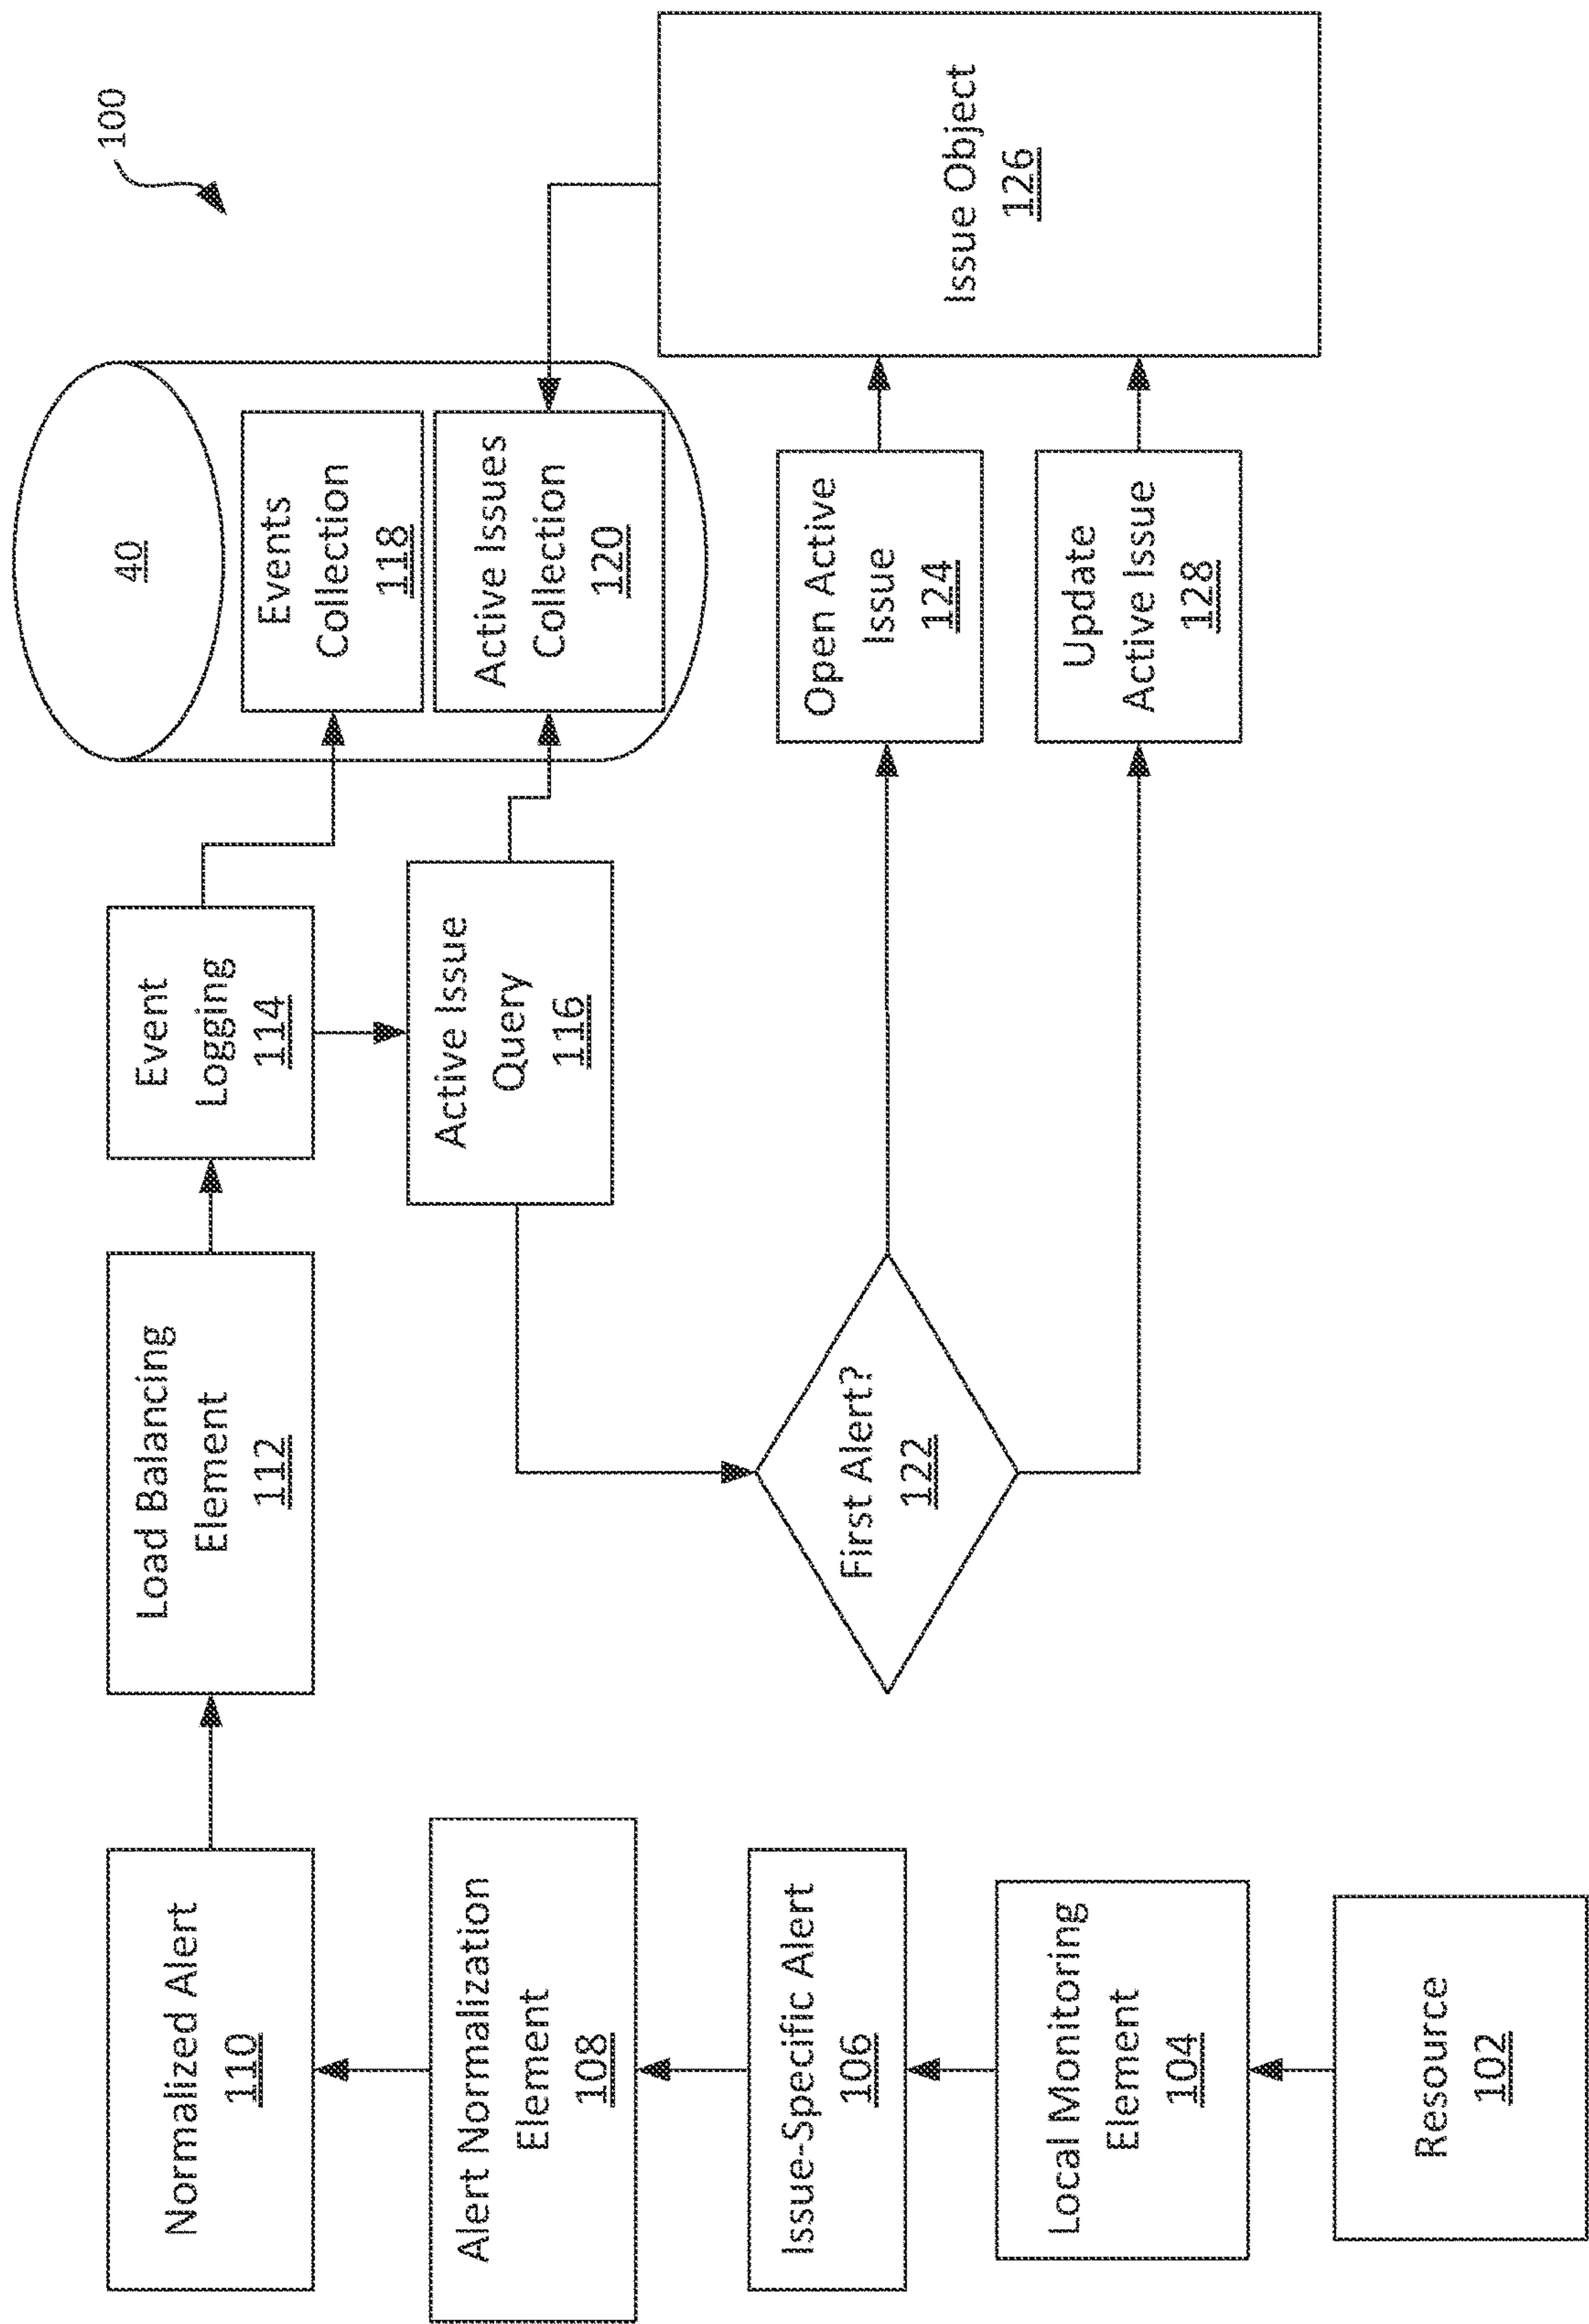 100
Normalized Alert
110
Alert Normalization
Element
108
Issue-Specific Alert
106
Local Monitoring
Element
104
Resource
102
Load Balancing
Element
112
Event
Logging
114
Active Issue
Query
116
40
Events
Collection
118
Active Issues
Collection
120
First Alert?
122
Open Active
Issue
124
Update
Active Issue
128
Issue Object
126